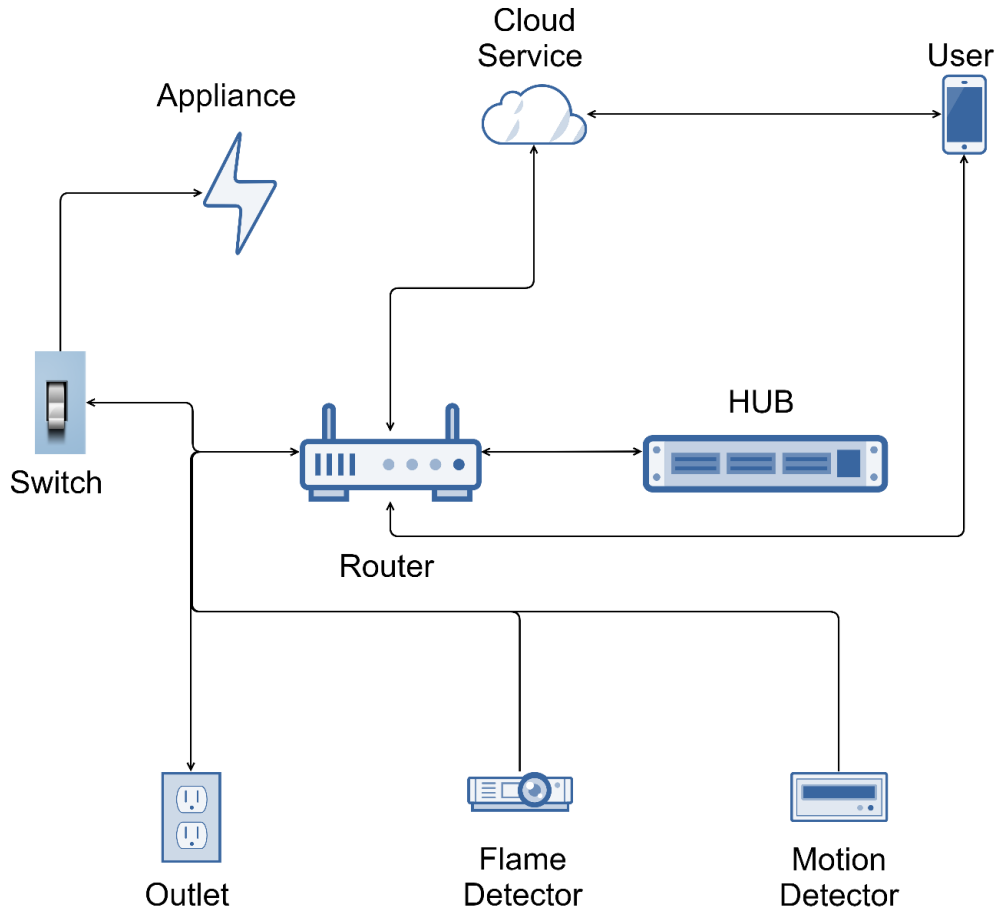 Cloud
Service
User
Appliance
HUB
Switch
Router
Outlet
Flame
Detector
Motion
Detector